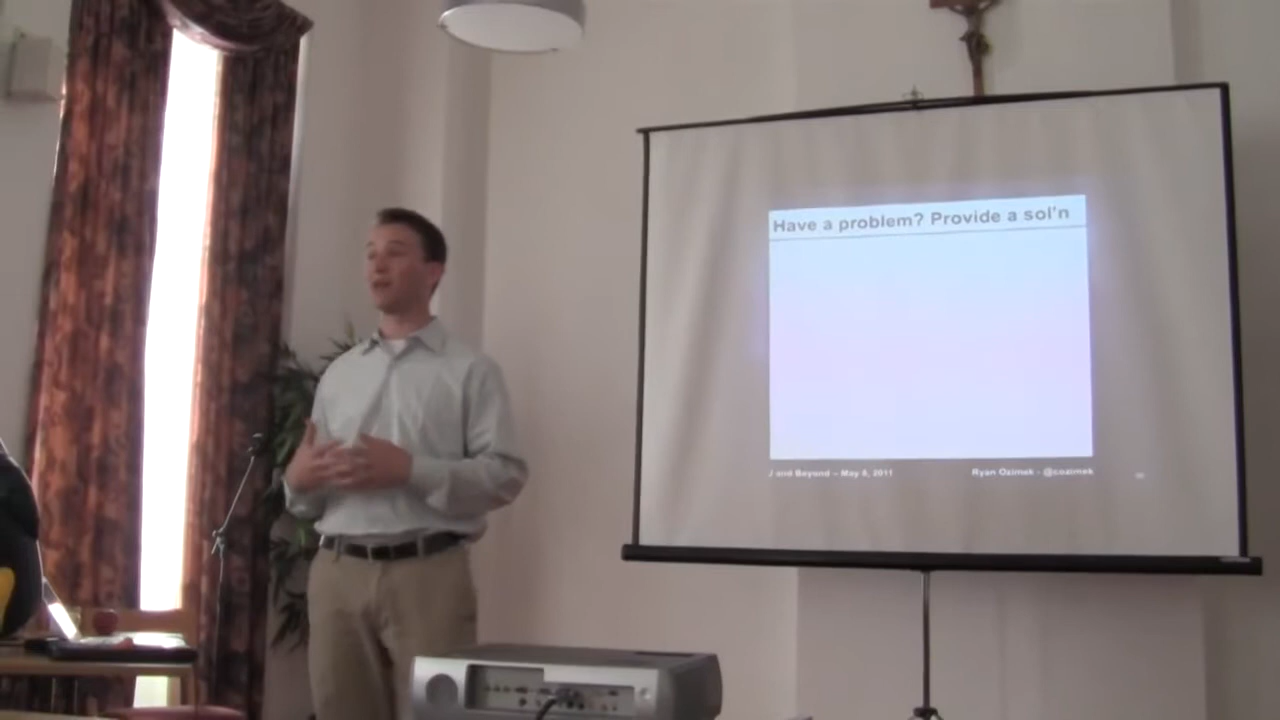 Have a problem? Provide a sol'n
J and Beyond – May 8, 2011
Ryan Ozimek - @cozimek